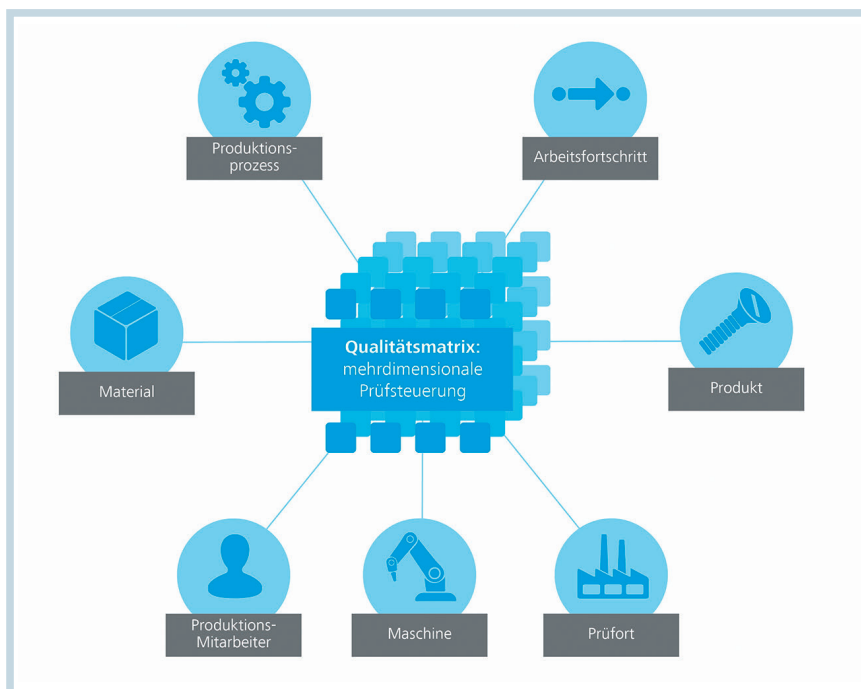 Produktions-
prozess
Arbeitsfortschritt
Qualitätsmatrix:
mehrdimensionale
Prüfsteuerung
Material
Produkt
Produktions-
Mitarbeiter
Maschine
Prüfort